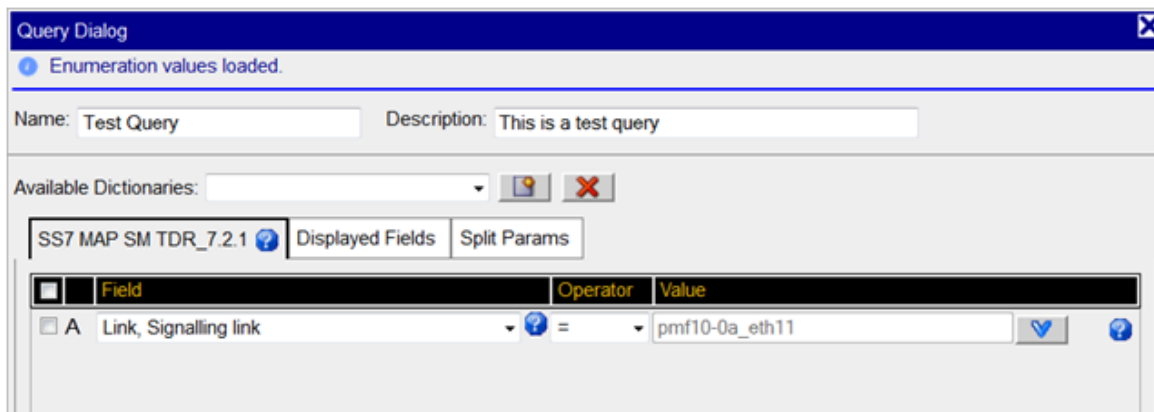 Query Dialog
Enumeration values loaded.
Name: Test Query Description: This is a test query
Available Dictionaries:
SS7 MAP SM TDR_7.2.1 Displayed Fields Split Params
Field Operator Value
A Link, Signalling link = pmf10-0a_eth11